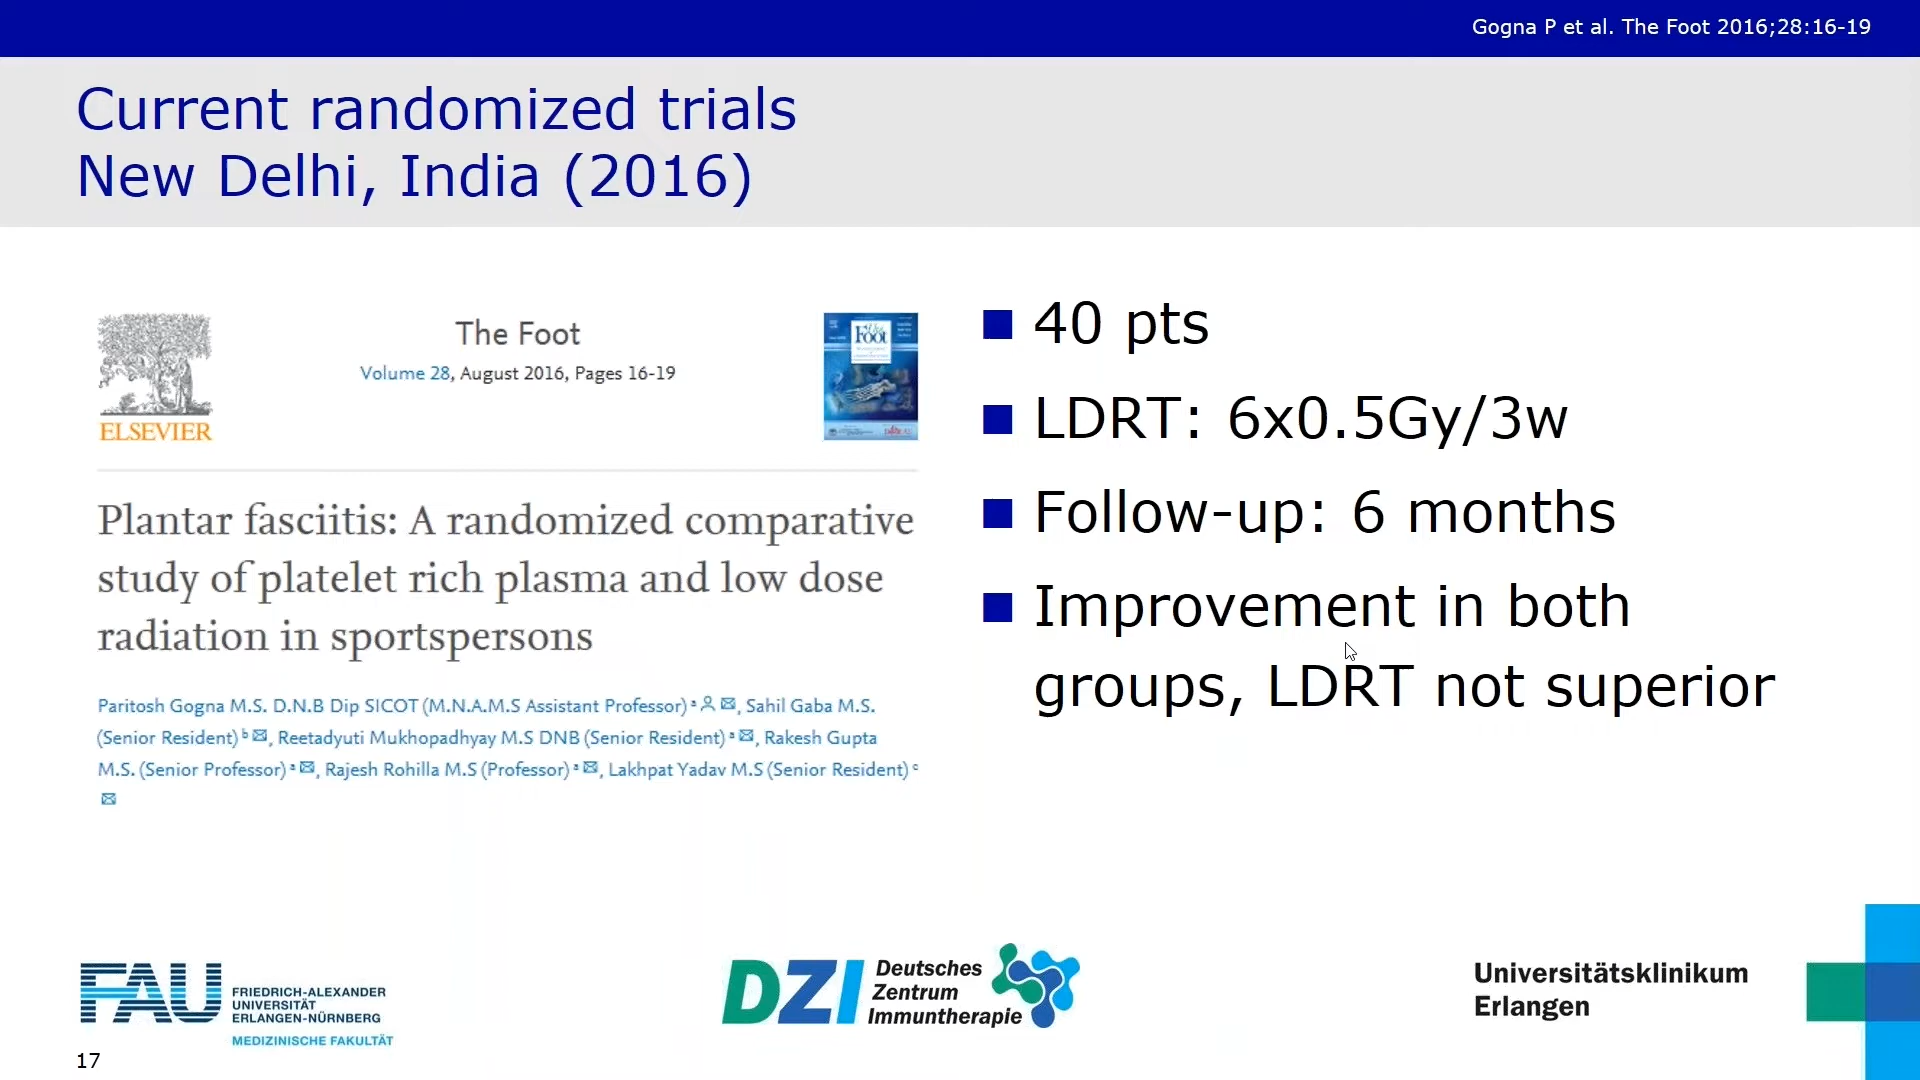 Gogna P et al. The Foot 2016;28:16-19
Current randomized trials
New Delhi, India (2016)
ELSEVIER
The Foot
Volume 28, August 2016, Pages 16-19
The Foot
Plantar fasciitis: A randomized comparative
study of platelet rich plasma and low dose
radiation in sportspersons
Paritosh Gogna M.S. D.N.B Dip SICOT (M.N.A.M.S Assistant Professor) a, Sahil Gaba M.S.
(Senior Resident) b, Reetadyuti Mukhopadhyay M.S DNB (Senior Resident) a, Rakesh Gupta
M.S. (Senior Professor) a, Rajesh Rohilla M.S (Professor) a, Lakhpat Yadav M.S (Senior Resident) c
■ 40 pts
■ LDRT: 6x0.5Gy/3w
■ Follow-up: 6 months
■ Improvement in both
groups, LDRT not superior
FAU
FRIEDRICH-ALEXANDER
UNIVERSITÄT
ERLANGEN-NÜRNBERG
MEDIZINISCHE FAKULTÄT
DZI
Deutsches
Zentrum
Immuntherapie
Universitätsklinikum
Erlangen
17